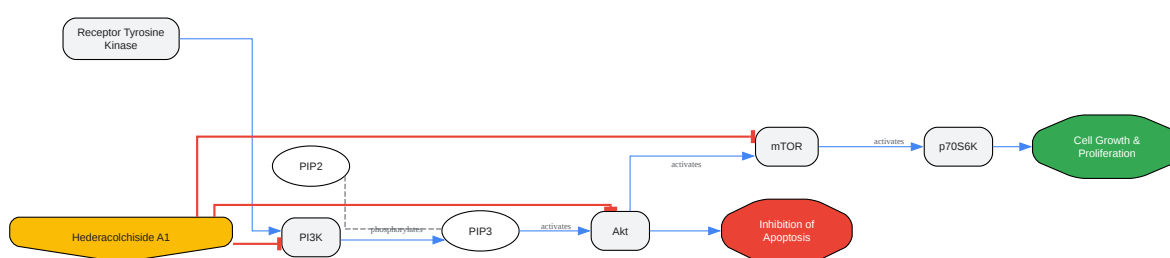 Receptor Tyrosine
Kinase
PIP2
mTOR
activates
p70S6K
Cell Growth &
Proliferation
activates
Hederacolchiside A1
PI3K
phosphorylates
PIP3
activates
Akt
Inhibition of
Apoptosis